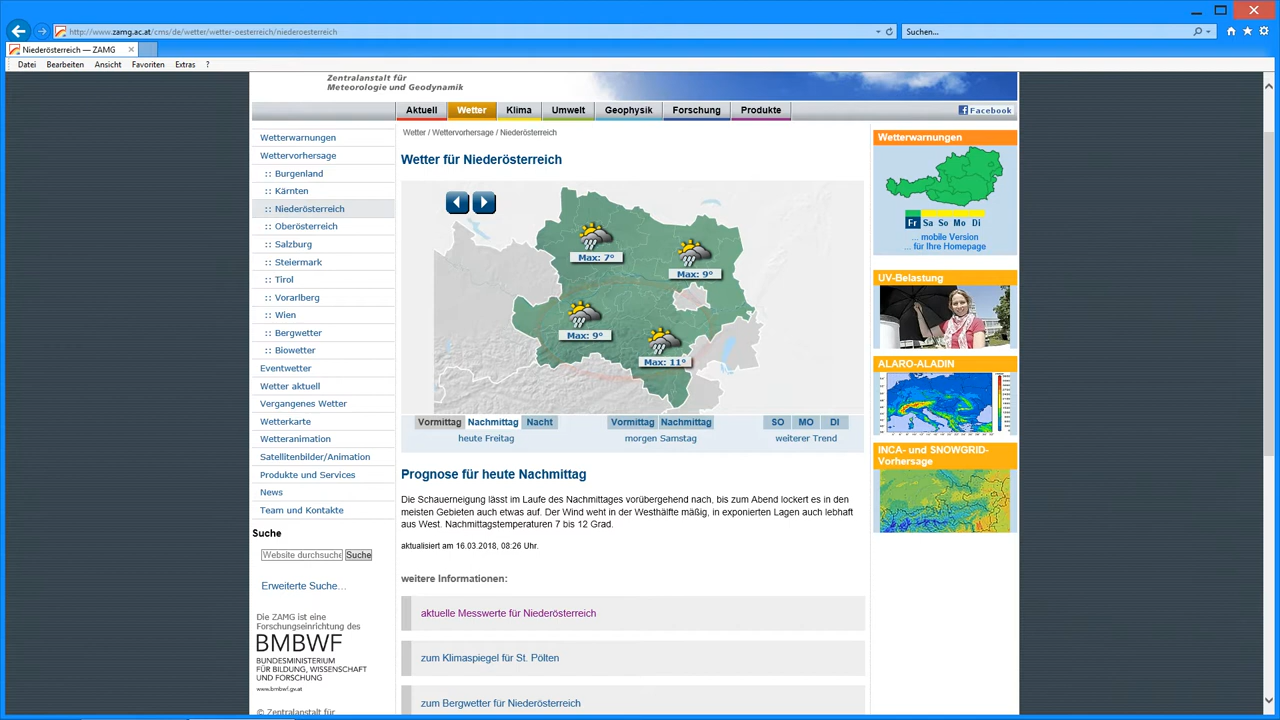 http://www.zamg.ac.at/cms/de/wetter/wetter-oesterreich/niederoesterreich
Suchen...
Niederösterreich — ZAMG
Datei Bearbeiten Ansicht Favoriten Extras ?
Zentralanstalt für
Meteorologie und Geodynamik
Aktuell Wetter Klima Umwelt Geophysik Forschung Produkte
Facebook
Wetterwarnungen
Wettervorhersage
:: Burgenland
:: Kärnten
:: Niederösterreich
:: Oberösterreich
:: Salzburg
:: Steiermark
:: Tirol
:: Vorarlberg
:: Wien
:: Bergwetter
:: Biowetter
Eventwetter
Wetter aktuell
Vergangenes Wetter
Wetterkarte
Wetteranimation
Satellitenbilder/Animation
Produkte und Services
News
Team und Kontakte
Suche
Website durchsuche Suche
Erweiterte Suche...
Die ZAMG ist eine
Forschungseinrichtung des
BMBWF
BUNDESMINISTERIUM
FÜR BILDUNG, WISSENSCHAFT
UND FORSCHUNG
www.bmbwf.gv.at
© Zentralanstalt für
Wetter / Wettervorhersage / Niederösterreich
Wetter für Niederösterreich
Max: 7°
Max: 9°
Max: 9°
Max: 11°
Vormittag Nachmittag Nacht Vormittag Nachmittag SO MO DI
heute Freitag morgen Samstag weiterer Trend
Prognose für heute Nachmittag
Die Schauerneigung lässt im Laufe des Nachmittages vorübergehend nach, bis zum Abend lockert es in den
meisten Gebieten auch etwas auf. Der Wind weht in der Westhälfte mäßig, in exponierten Lagen auch lebhaft
aus West. Nachmittagstemperaturen 7 bis 12 Grad.
aktualisiert am 16.03.2018, 08:26 Uhr.
weitere Informationen:
aktuelle Messwerte für Niederösterreich
zum Klimaspiegel für St. Pölten
zum Bergwetter für Niederösterreich
Wetterwarnungen
Fr Sa So Mo Di
... mobile Version
... für Ihre Homepage
UV-Belastung
ALARO-ALADIN
INCA- und SNOWGRID-
Vorhersage